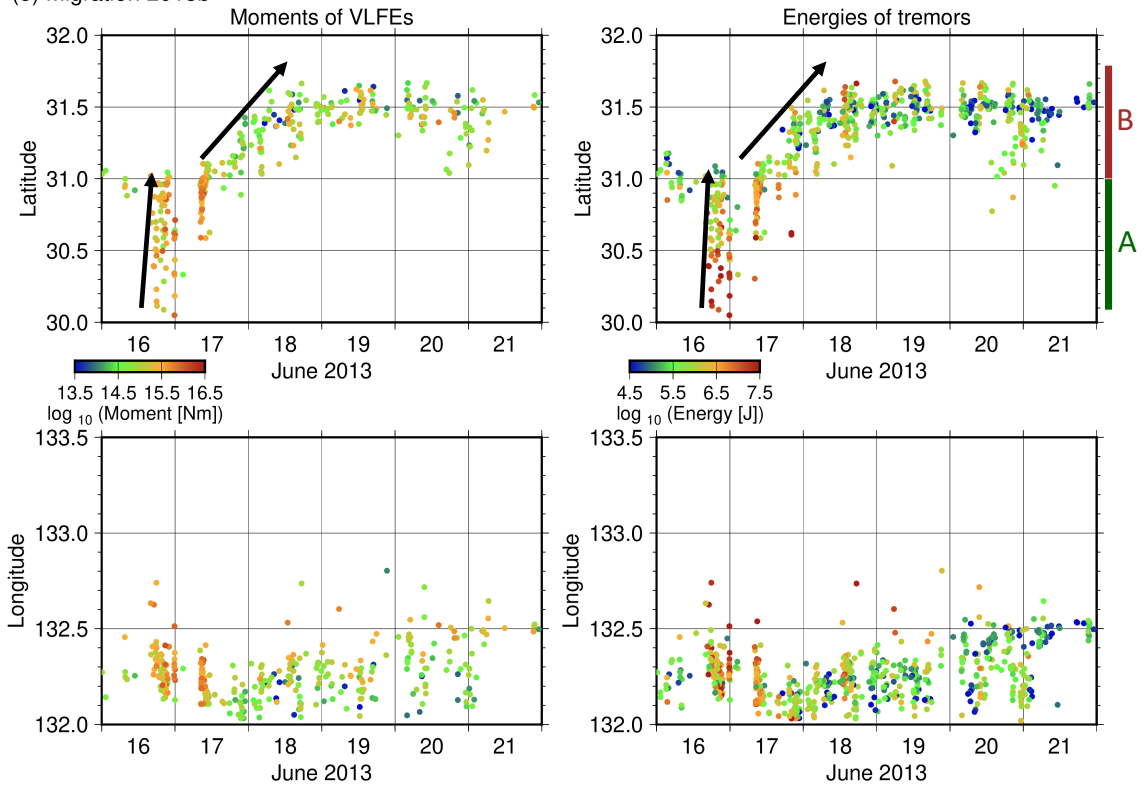 Moments of VLFEs
Energies of tremors
32.0
31.5
31.0
30.5
30.0
Latitude
16 17 18 19 20 21
June 2013
13.5 14.5 15.5 16.5
log 10 (Moment [Nm])
32.0
31.5
31.0
30.5
30.0
Latitude
16 17 18 19 20 21
June 2013
4.5 5.5 6.5 7.5
log 10 (Energy [J])
B
A
133.5
133.0
132.5
132.0
Longitude
16 17 18 19 20 21
June 2013
133.5
133.0
132.5
132.0
Longitude
16 17 18 19 20 21
June 2013